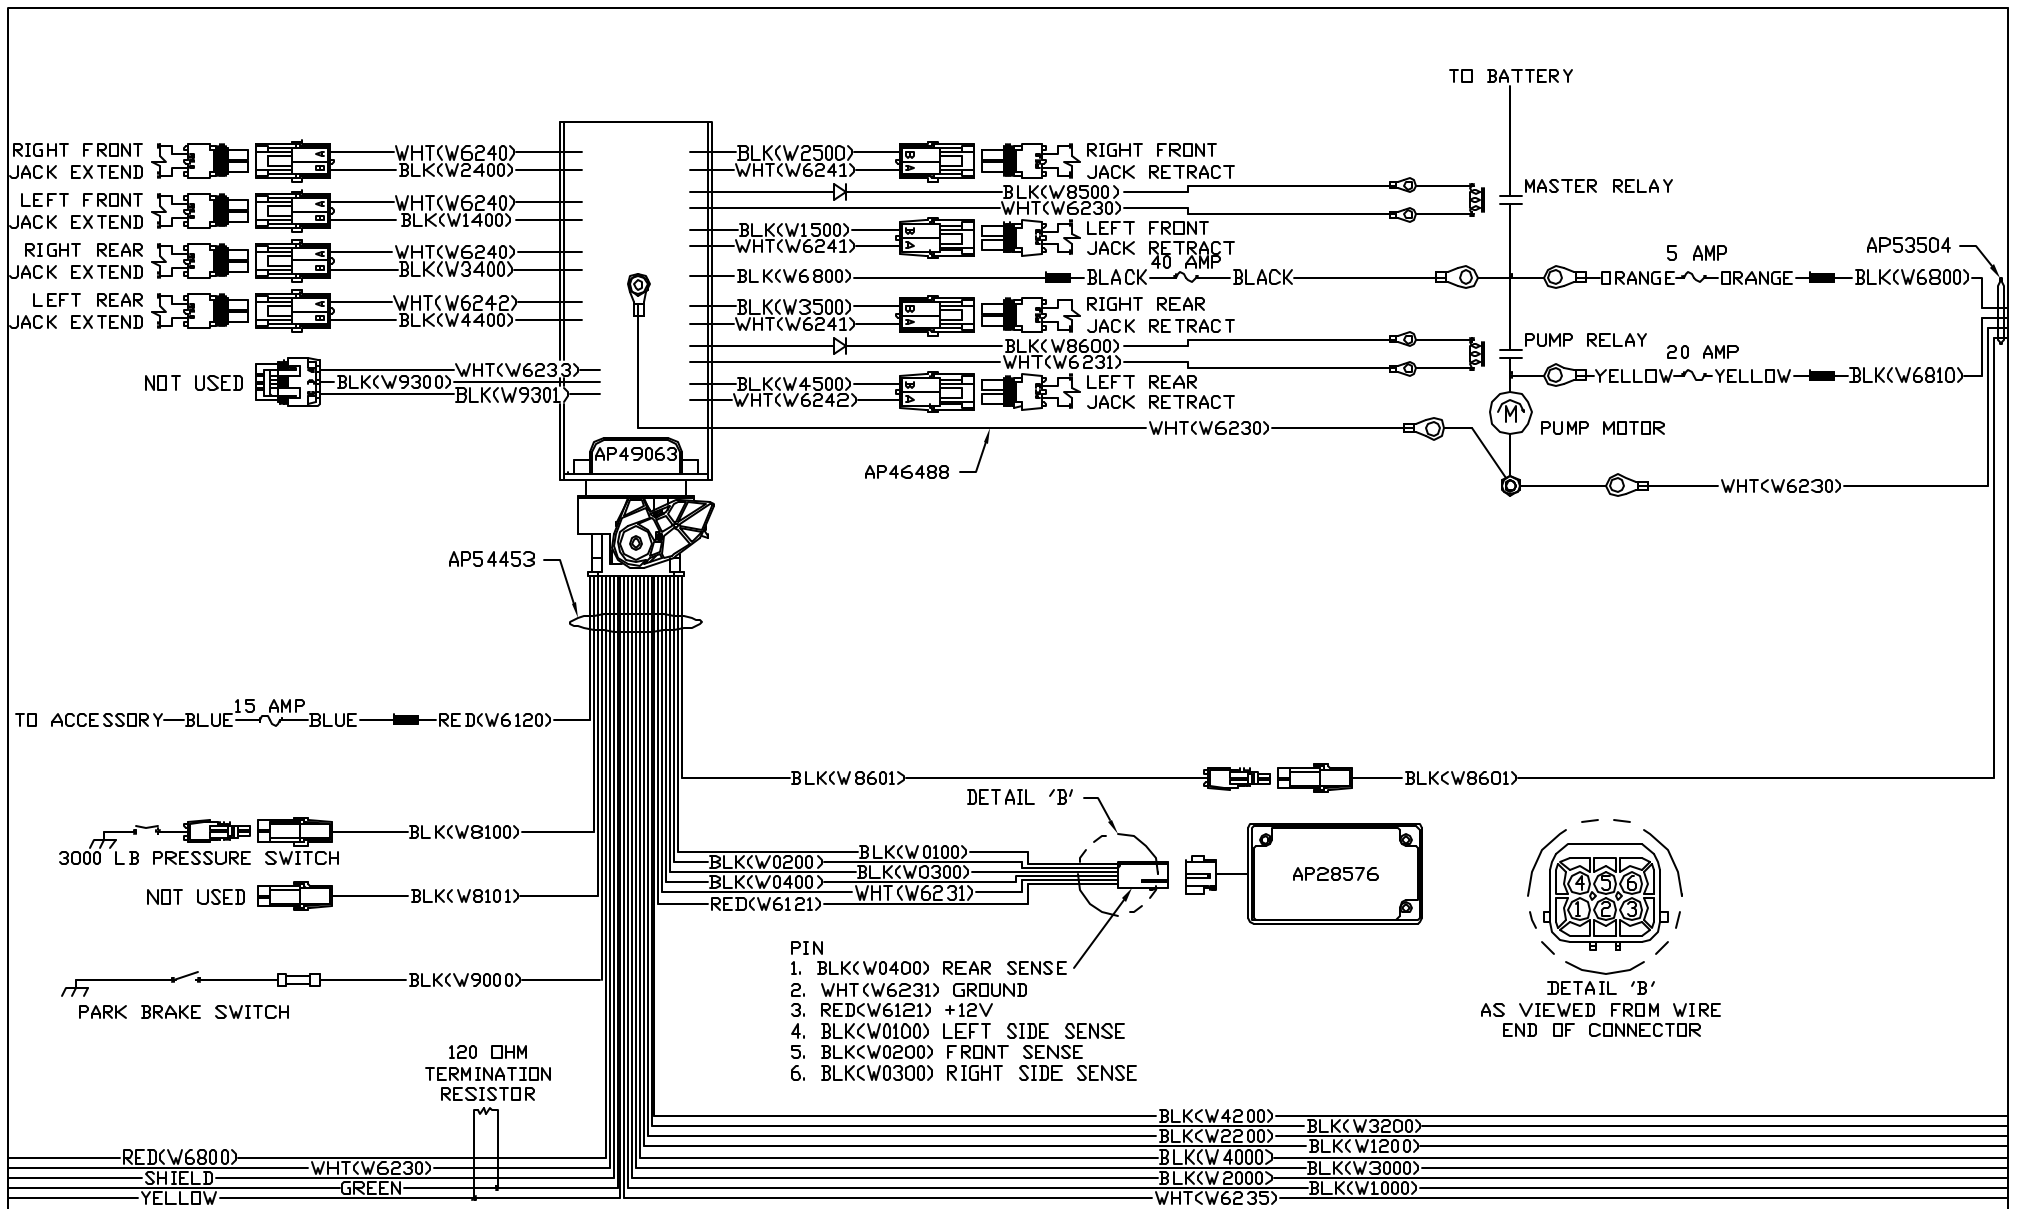 TO BATTERY
RIGHT FRONT
JACK EXTEND
A
B
WHT(W6240)
BLK(W2400)
LEFT FRONT
JACK EXTEND
A
B
WHT(W6240)
BLK(W1400)
RIGHT REAR
JACK EXTEND
A
B
WHT(W6240)
BLK(W3400)
LEFT REAR
JACK EXTEND
A
B
WHT(W6242)
BLK(W4400)
NOT USED
WHT(W6233)
BLK(W9300)
BLK(W9301)
BLK(W2500)
WHT(W6241)
B
A
RIGHT FRONT
JACK RETRACT
BLK(W8500)
WHT(W6230)
MASTER RELAY
BLK(W1500)
WHT(W6241)
B
A
LEFT FRONT
JACK RETRACT
BLK(W6800)
BLACK
40 AMP
BLACK
5 AMP
ORANGE
ORANGE
BLK(W6800)
AP53504
BLK(W3500)
WHT(W6241)
B
A
RIGHT REAR
JACK RETRACT
BLK(W8600)
WHT(W6231)
PUMP RELAY
20 AMP
YELLOW
YELLOW
BLK(W6810)
BLK(W4500)
WHT(W6242)
B
A
LEFT REAR
JACK RETRACT
M
PUMP MOTOR
WHT(W6230)
AP49063
AP46488
WHT(W6230)
AP54453
TO ACCESSORY
BLUE
15 AMP
BLUE
RED(W6120)
BLK(W8601)
BLK(W8601)
DETAIL 'B'
BLK(W8100)
3000 LB PRESSURE SWITCH
NOT USED
BLK(W8101)
BLK(W0100)
BLK(W0200)
BLK(W0300)
BLK(W0400)
WHT(W6231)
RED(W6121)
AP28576
4 5 6
1 2 3
DETAIL 'B'
AS VIEWED FROM WIRE
END OF CONNECTOR
BLK(W9000)
PARK BRAKE SWITCH
PIN
1. BLK(W0400) REAR SENSE
2. WHT(W6231) GROUND
3. RED(W6121) +12V
4. BLK(W0100) LEFT SIDE SENSE
5. BLK(W0200) FRONT SENSE
6. BLK(W0300) RIGHT SIDE SENSE
120 OHM
TERMINATION
RESISTOR
RED(W6800)
WHT(W6230)
SHIELD
GREEN
YELLOW
BLK(W4200)
BLK(W3200)
BLK(W2200)
BLK(W1200)
BLK(W4000)
BLK(W3000)
BLK(W2000)
BLK(W1000)
WHT(W6235)